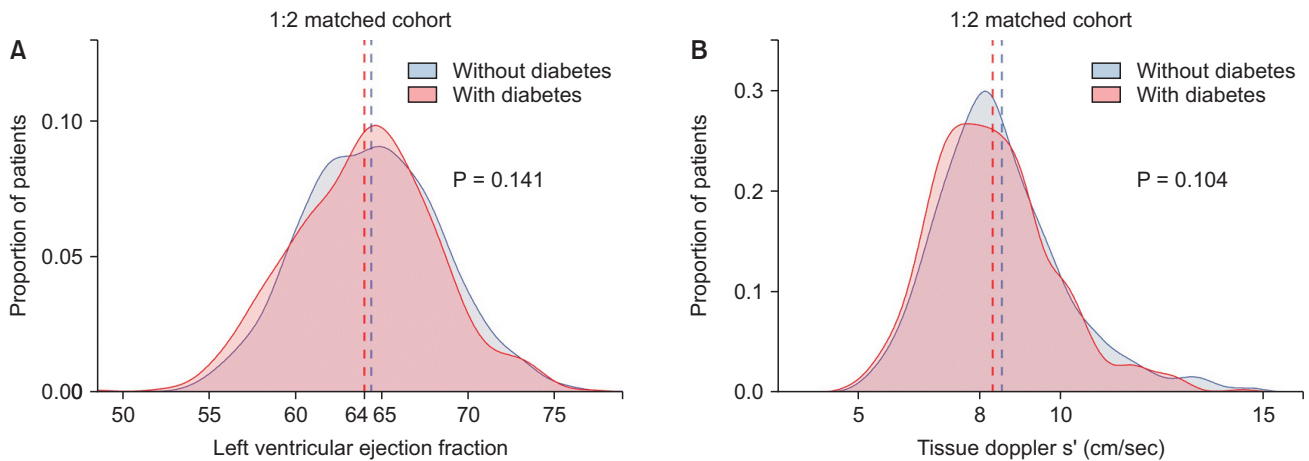 1:2 matched cohort
A
Without diabetes
With diabetes
P = 0.141
Proportion of patients
0.10
0.05
0.00
50 55 60 64 65 70 75
Left ventricular ejection fraction
1:2 matched cohort
B
Without diabetes
With diabetes
P = 0.104
Proportion of patients
0.3
0.2
0.1
0.0
5 8 10 15
Tissue doppler s' (cm/sec)